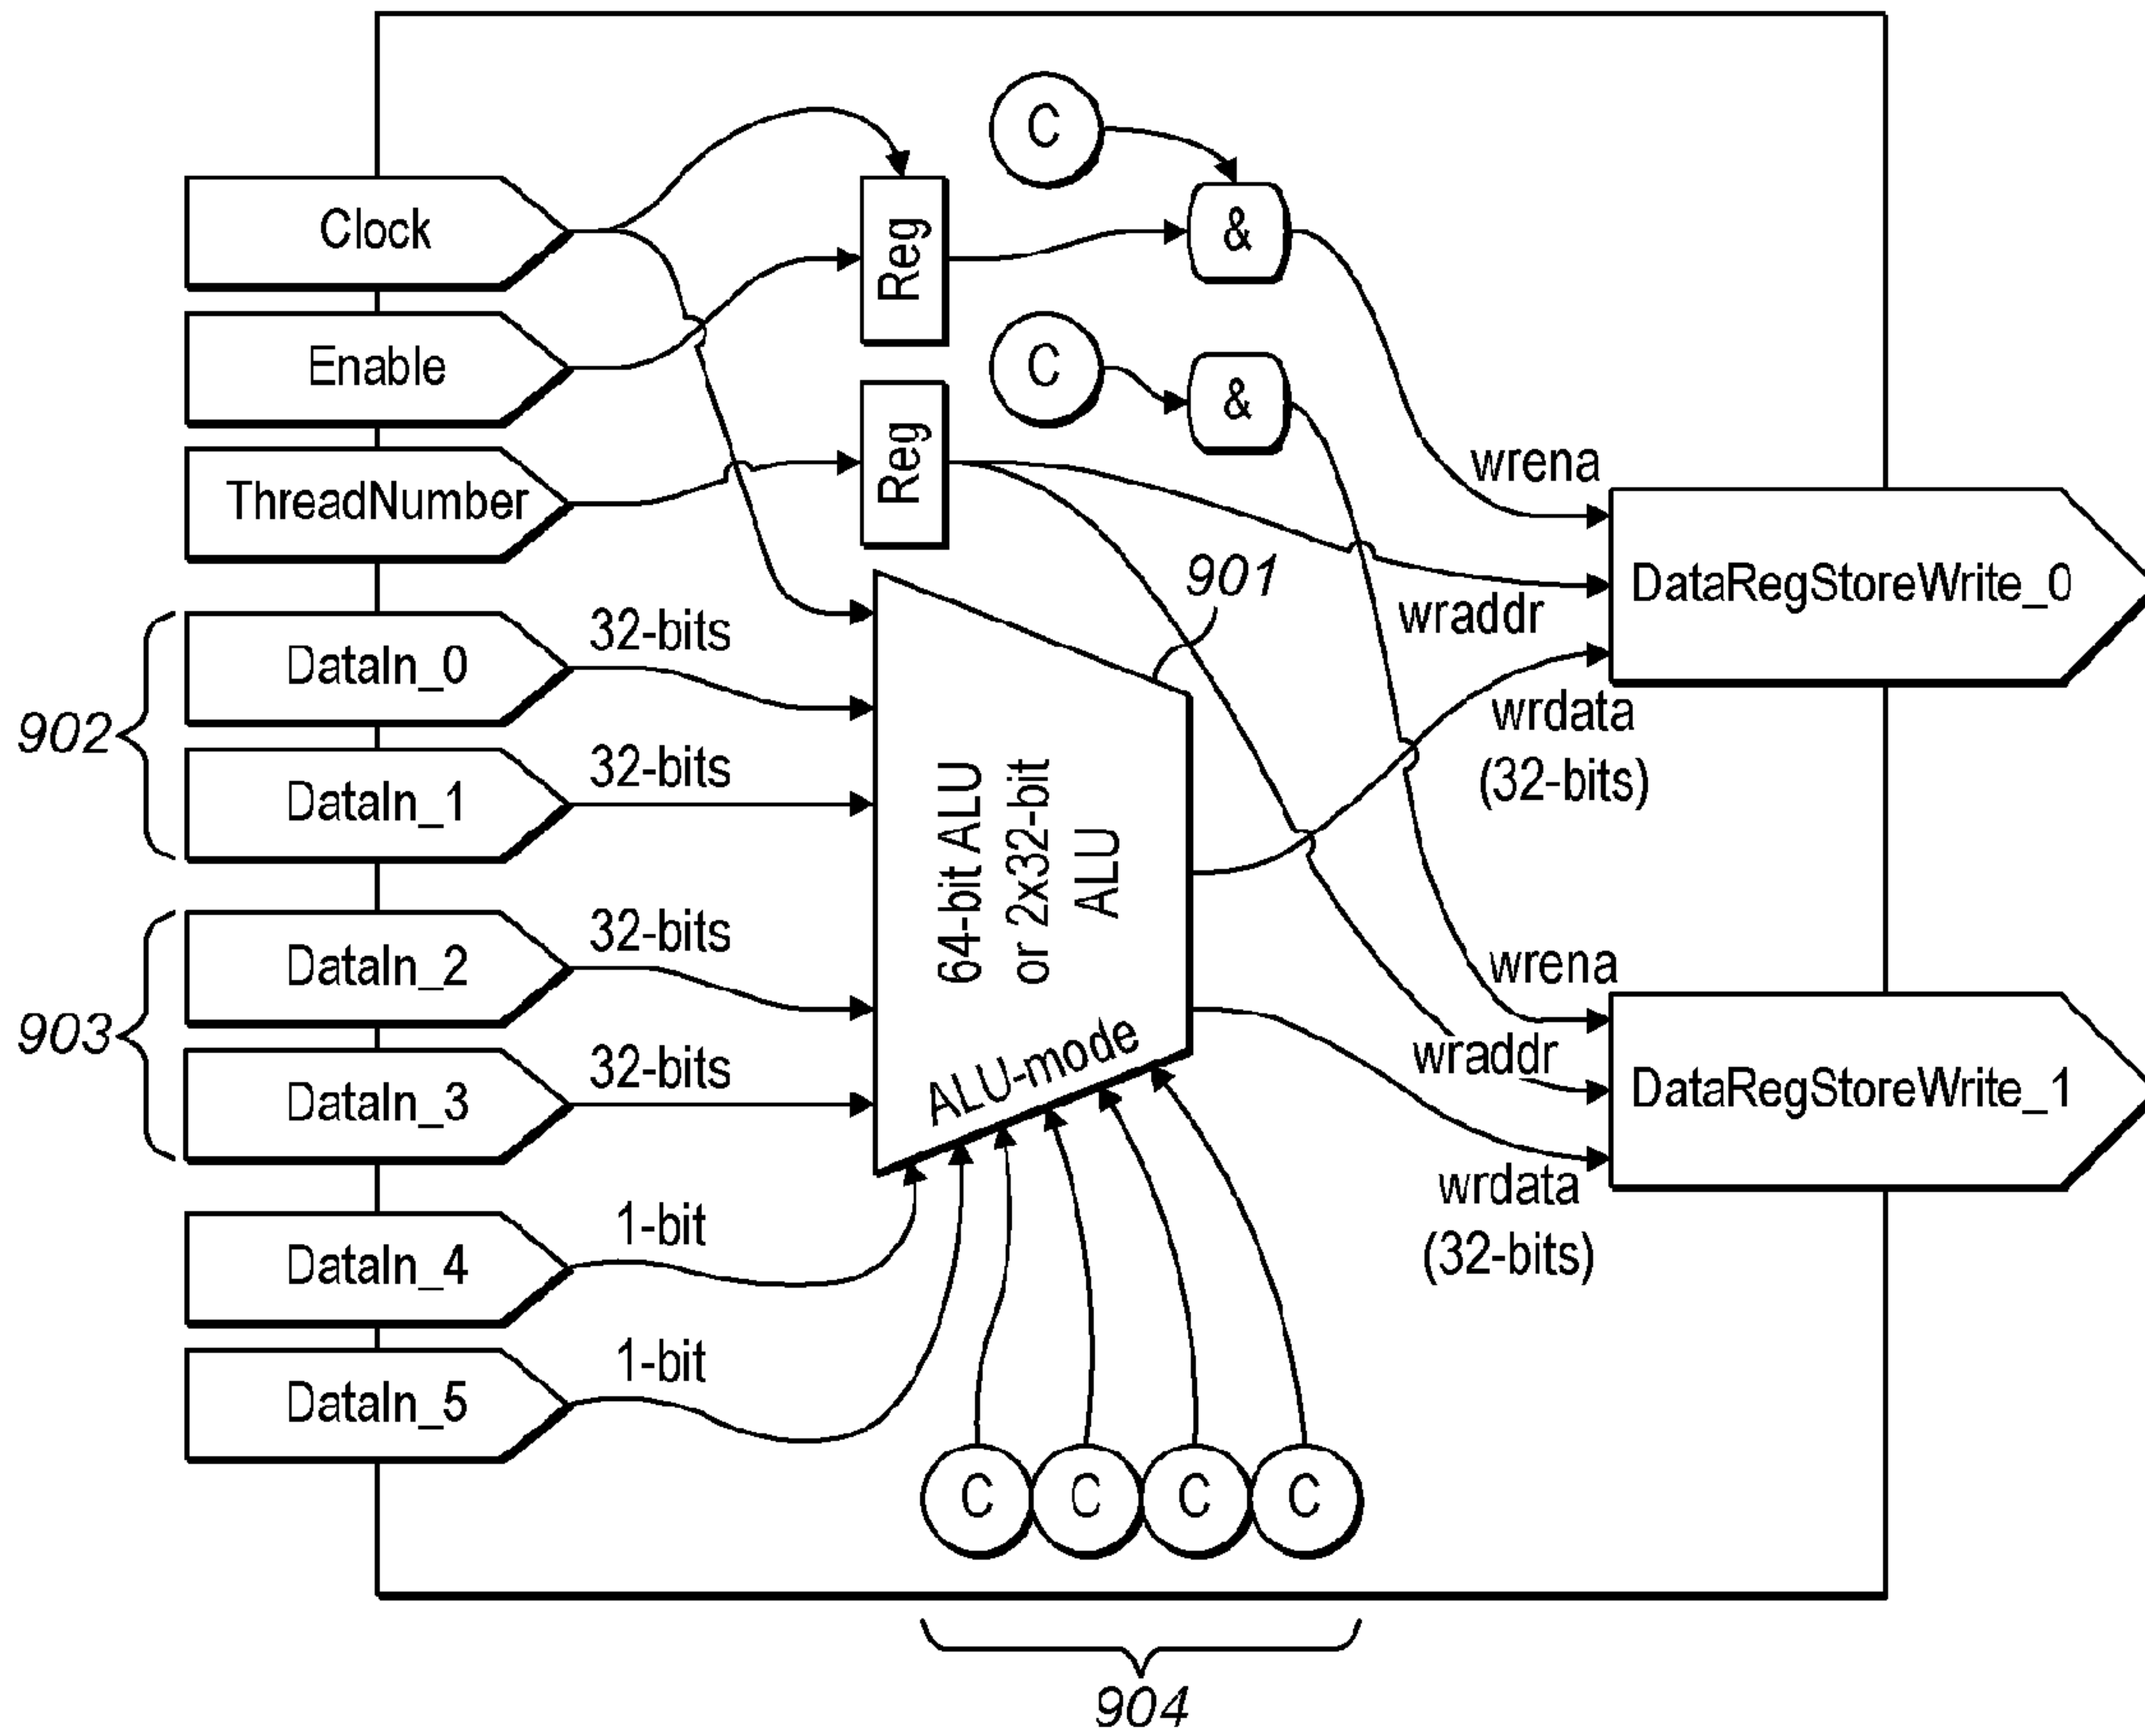 C
Clock
Reg
&
Enable
C
&
ThreadNumber
Reg
wrena
901
DataRegStoreWrite_0
wraddr
902
DataIn_0
32-bits
wrdata
(32-bits)
DataIn_1
32-bits
64-bit ALU
or 2x32-bit
ALU
903
DataIn_2
32-bits
wrena
DataIn_3
32-bits
ALU-mode
wraddr
DataRegStoreWrite_1
wrdata
(32-bits)
DataIn_4
1-bit
DataIn_5
1-bit
C C C C
904